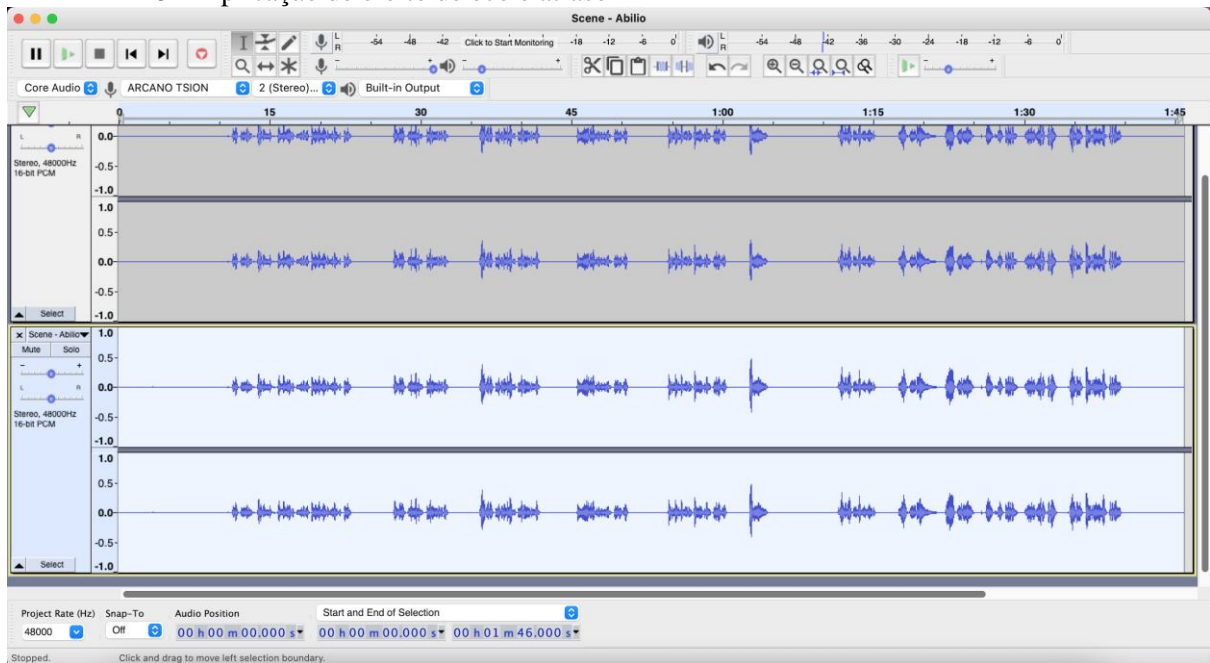 Scene - Abilio
L R -54 -48 -42 Click to Start Monitoring -18 -12 -6 0 L R -54 -48 -42 -36 -30 -24 -18 -12 -6 0
Core Audio ARCANO TSION 2 (Stereo)... Built-in Output
0 15 30 45 1:00 1:15 1:30 1:45
L R 0.0
Stereo, 48000Hz
16-bit PCM
-0.5
-1.0
1.0
0.5
0.0
-0.5
Select -1.0
Scene - Abilio 1.0
Mute Solo
0.5
- +
L R 0.0
Stereo, 48000Hz
16-bit PCM
-0.5
-1.0
1.0
0.5
0.0
-0.5
Select -1.0
Project Rate (Hz) Snap-To Audio Position Start and End of Selection
48000 Off 00 h 00 m 00.000 s 00 h 00 m 00.000 s 00 h 01 m 46.000 s
Stopped. Click and drag to move left selection boundary.